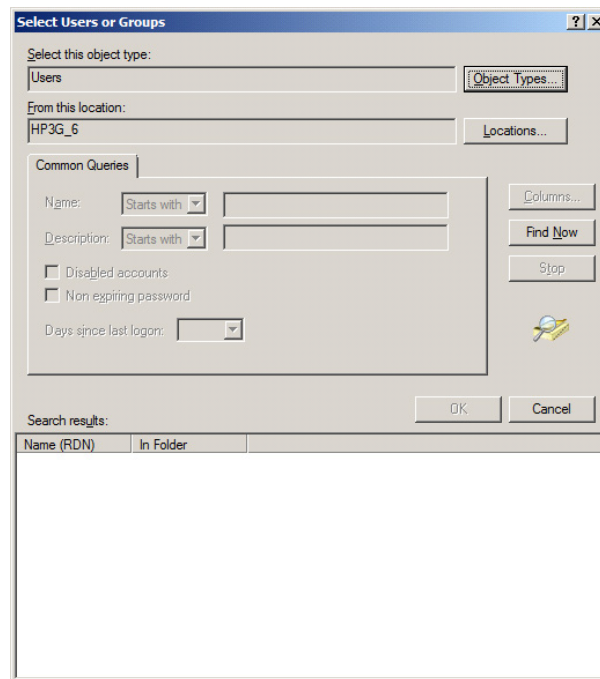 Select Users or Groups
Select this object type:
Users
Object Types...
From this location:
HP3G_6
Locations...
Common Queries
Name: Starts with
Columns...
Description: Starts with
Find Now
Disabled accounts
Stop
Non expiring password
Days since last logon:
OK
Cancel
Search results:
Name (RDN) In Folder